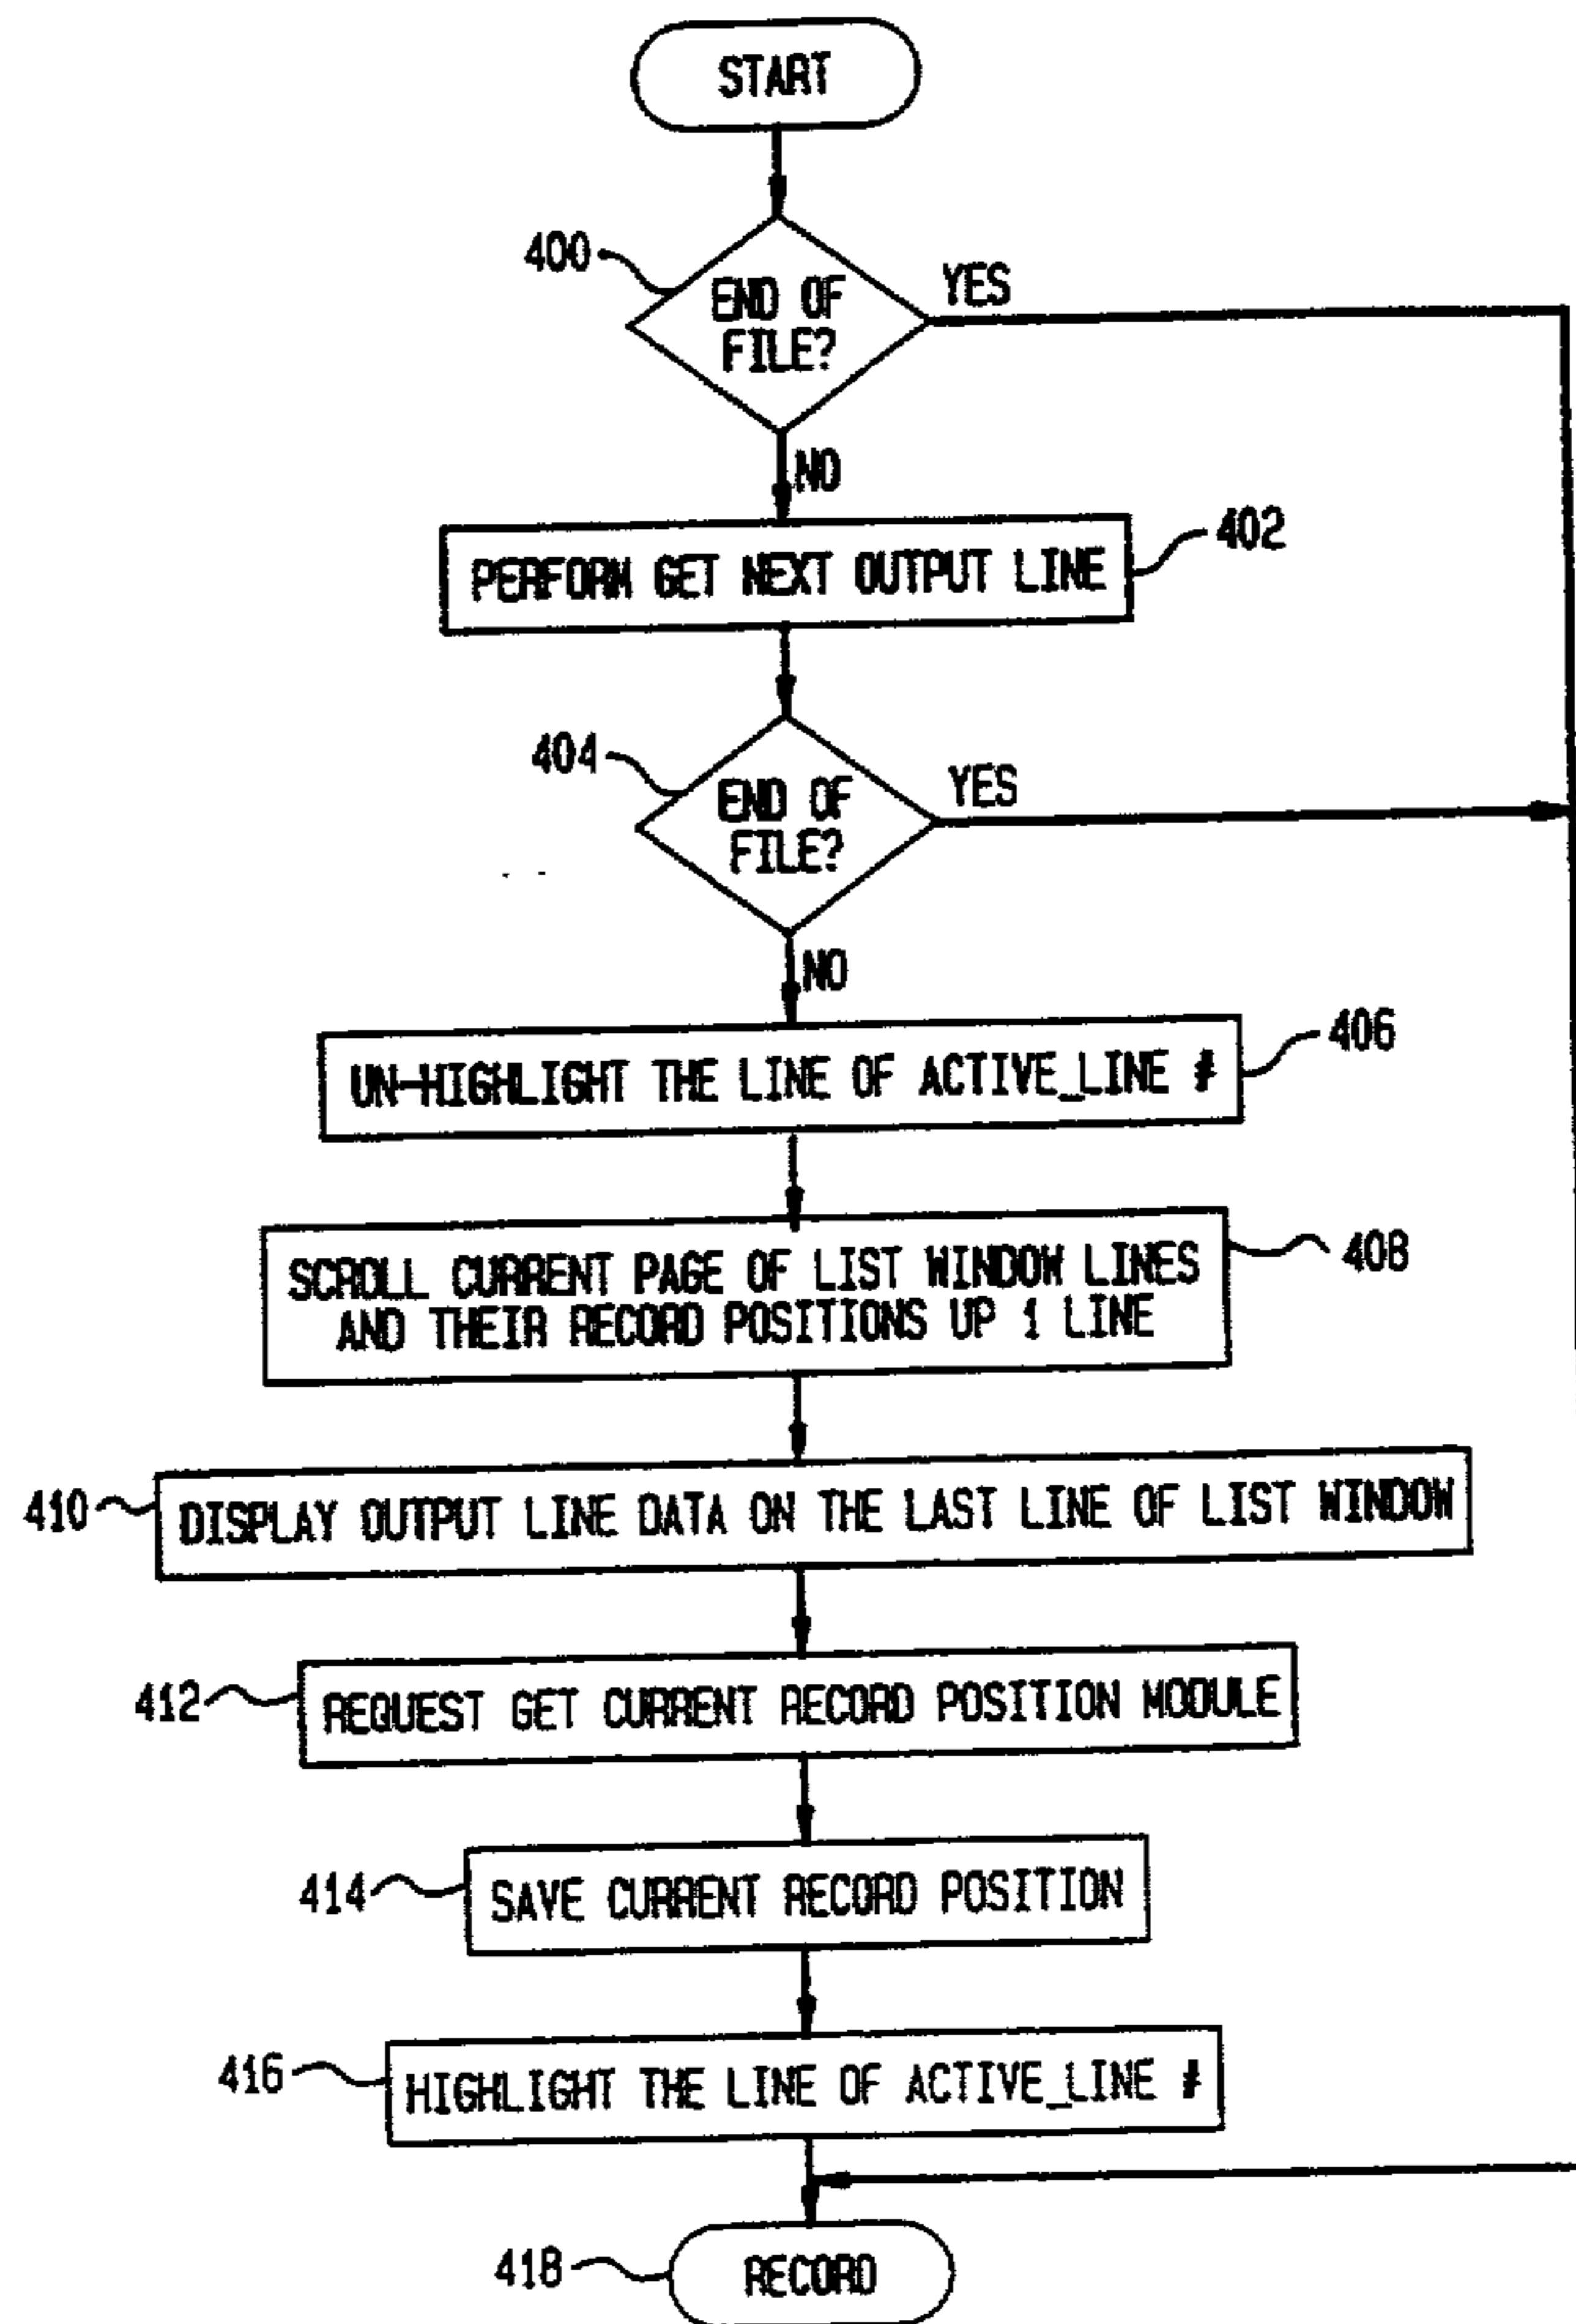 START
400
END OF
FILE?
YES
NO
PERFORM GET NEXT OUTPUT LINE
402
404
END OF
FILE?
YES
NO
UN-HIGHLIGHT THE LINE OF ACTIVE_LINE #
406
SCROLL CURRENT PAGE OF LIST WINDOW LINES
AND THEIR RECORD POSITIONS UP 1 LINE
408
410
DISPLAY OUTPUT LINE DATA ON THE LAST LINE OF LIST WINDOW
412
REQUEST GET CURRENT RECORD POSITION MODULE
414
SAVE CURRENT RECORD POSITION
416
HIGHLIGHT THE LINE OF ACTIVE_LINE #
418
RECORD